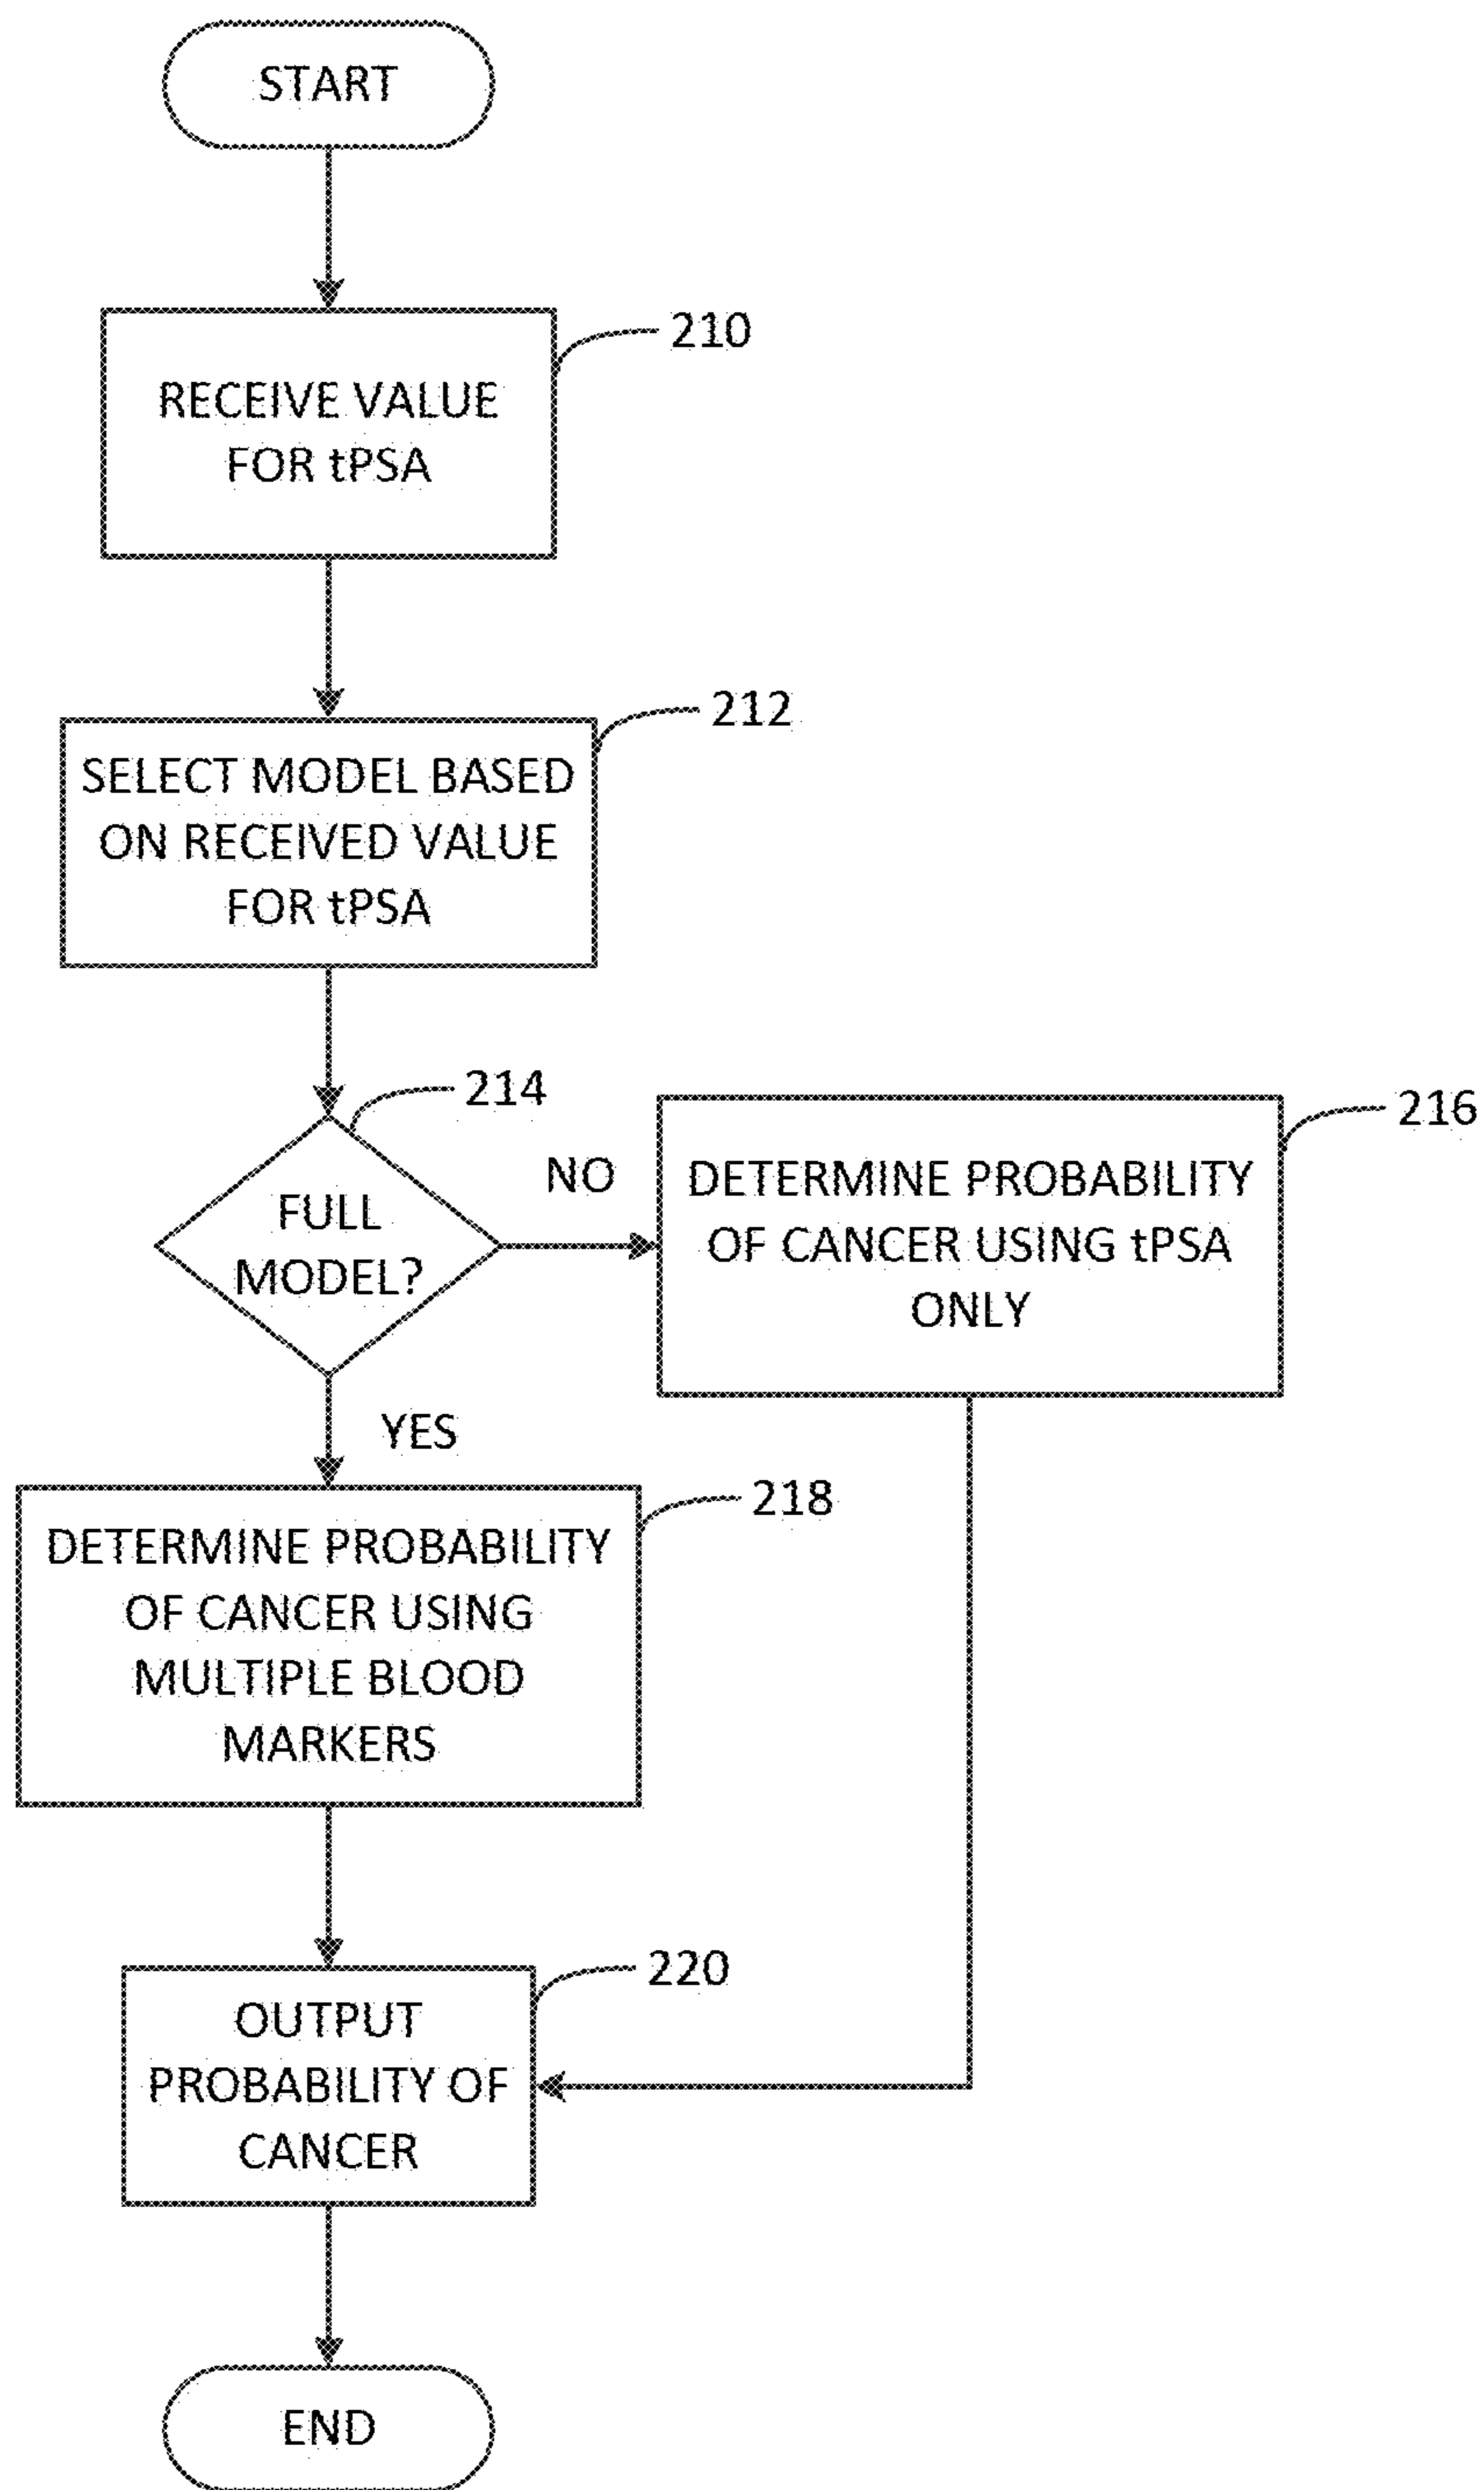 START
210
RECEIVE VALUE
FOR tPSA
212
SELECT MODEL BASED
ON RECEIVED VALUE
FOR tPSA
214
FULL
MODEL?
NO
216
DETERMINE PROBABILITY
OF CANCER USING tPSA
ONLY
YES
218
DETERMINE PROBABILITY
OF CANCER USING
MULTIPLE BLOOD
MARKERS
220
OUTPUT
PROBABILITY OF
CANCER
END